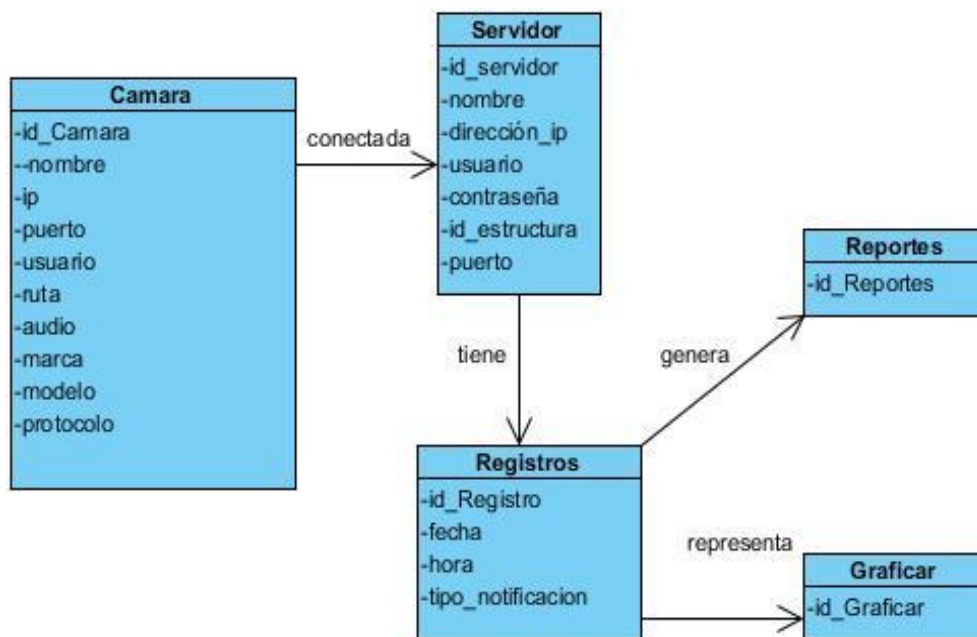 Camara
-id_Camara
--nombre
-ip
-puerto
-usuario
-ruta
-audio
-marca
-modelo
-protocolo
conectada
Servidor
-id_servidor
-nombre
-dirección_ip
-usuario
-contraseña
-id_estructura
-puerto
tiene
Registros
-id_Registro
-fecha
-hora
-tipo_notificacion
genera
Reportes
-id_Reportes
representa
Graficar
-id_Graficar